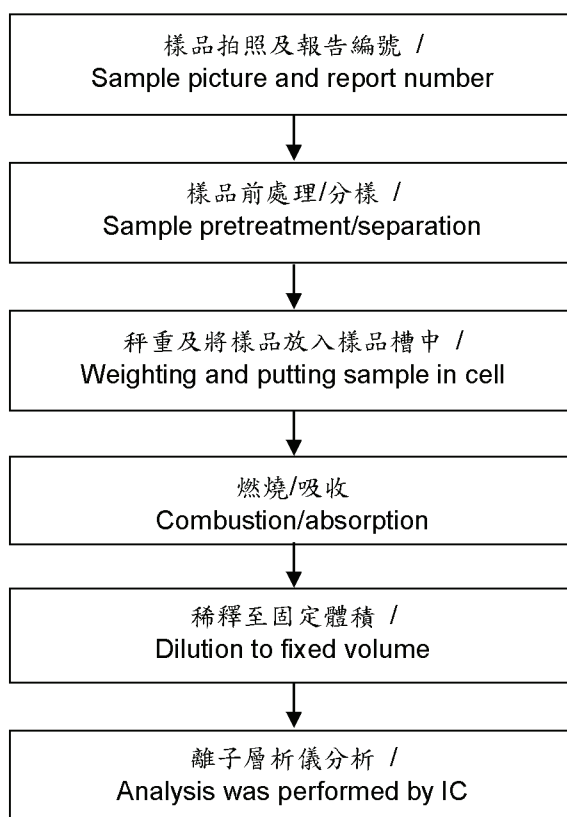 樣品拍照及報告編號 /
Sample picture and report number
樣品前處理/分樣 /
Sample pretreatment/separation
秤重及將樣品放入樣品槽中 /
Weighting and putting sample in cell
燃燒/吸收
Combustion/absorption
稀釋至固定體積 /
Dilution to fixed volume
離子層析儀分析 /
Analysis was performed by IC